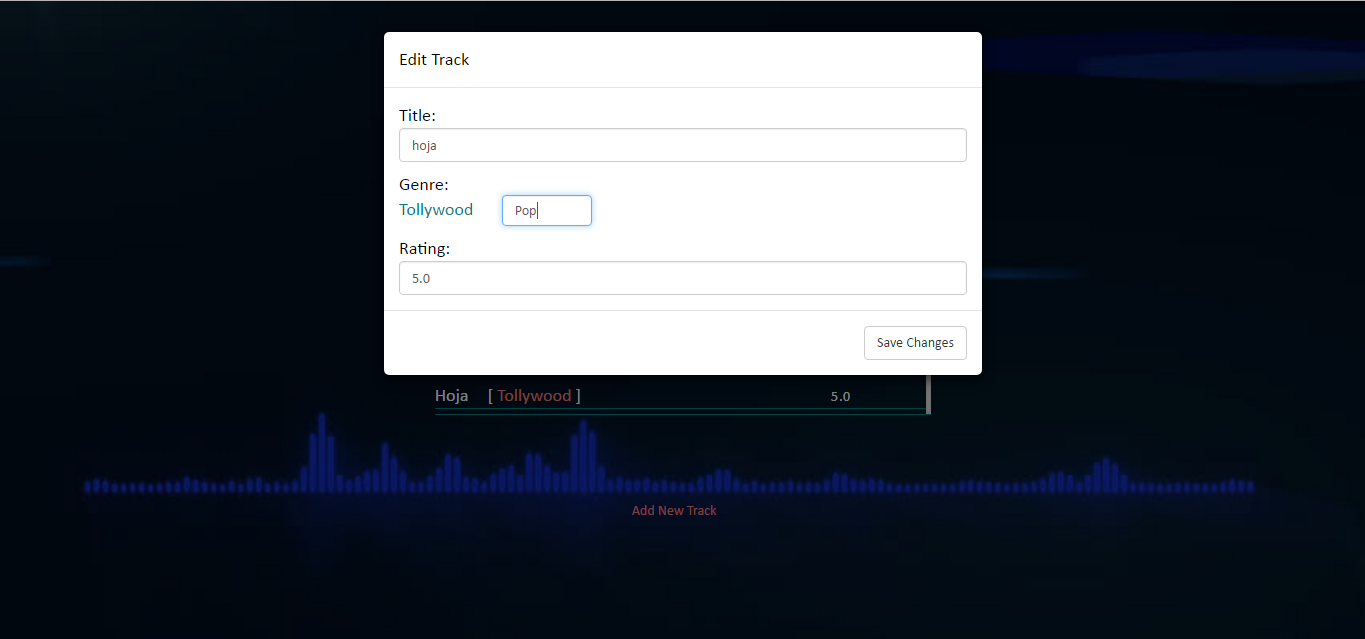 Edit Track
Title:
hoja
Genre:
Tollywood Pop
Rating:
5.0
Save Changes
Hoja [ Tollywood ] 5.0
Add New Track